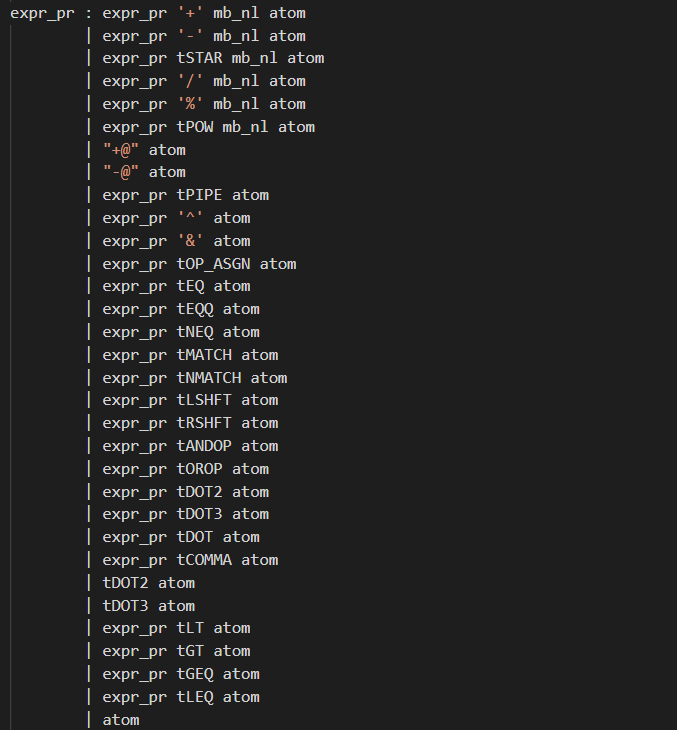 expr_pr : expr_pr '+' mb_nl atom
| expr_pr '-' mb_nl atom
| expr_pr tSTAR mb_nl atom
| expr_pr '/' mb_nl atom
| expr_pr '%' mb_nl atom
| expr_pr tPOW mb_nl atom
| "+@" atom
| "-@" atom
| expr_pr tPIPE atom
| expr_pr '^' atom
| expr_pr '&' atom
| expr_pr tOP_ASGN atom
| expr_pr tEQ atom
| expr_pr tEQQ atom
| expr_pr tNEQ atom
| expr_pr tMATCH atom
| expr_pr tNMATCH atom
| expr_pr tLSHFT atom
| expr_pr tRSHFT atom
| expr_pr tANDOP atom
| expr_pr tOROP atom
| expr_pr tDOT2 atom
| expr_pr tDOT3 atom
| expr_pr tDOT atom
| expr_pr tCOMMA atom
| tDOT2 atom
| tDOT3 atom
| expr_pr tLT atom
| expr_pr tGT atom
| expr_pr tGEQ atom
| expr_pr tLEQ atom
| atom